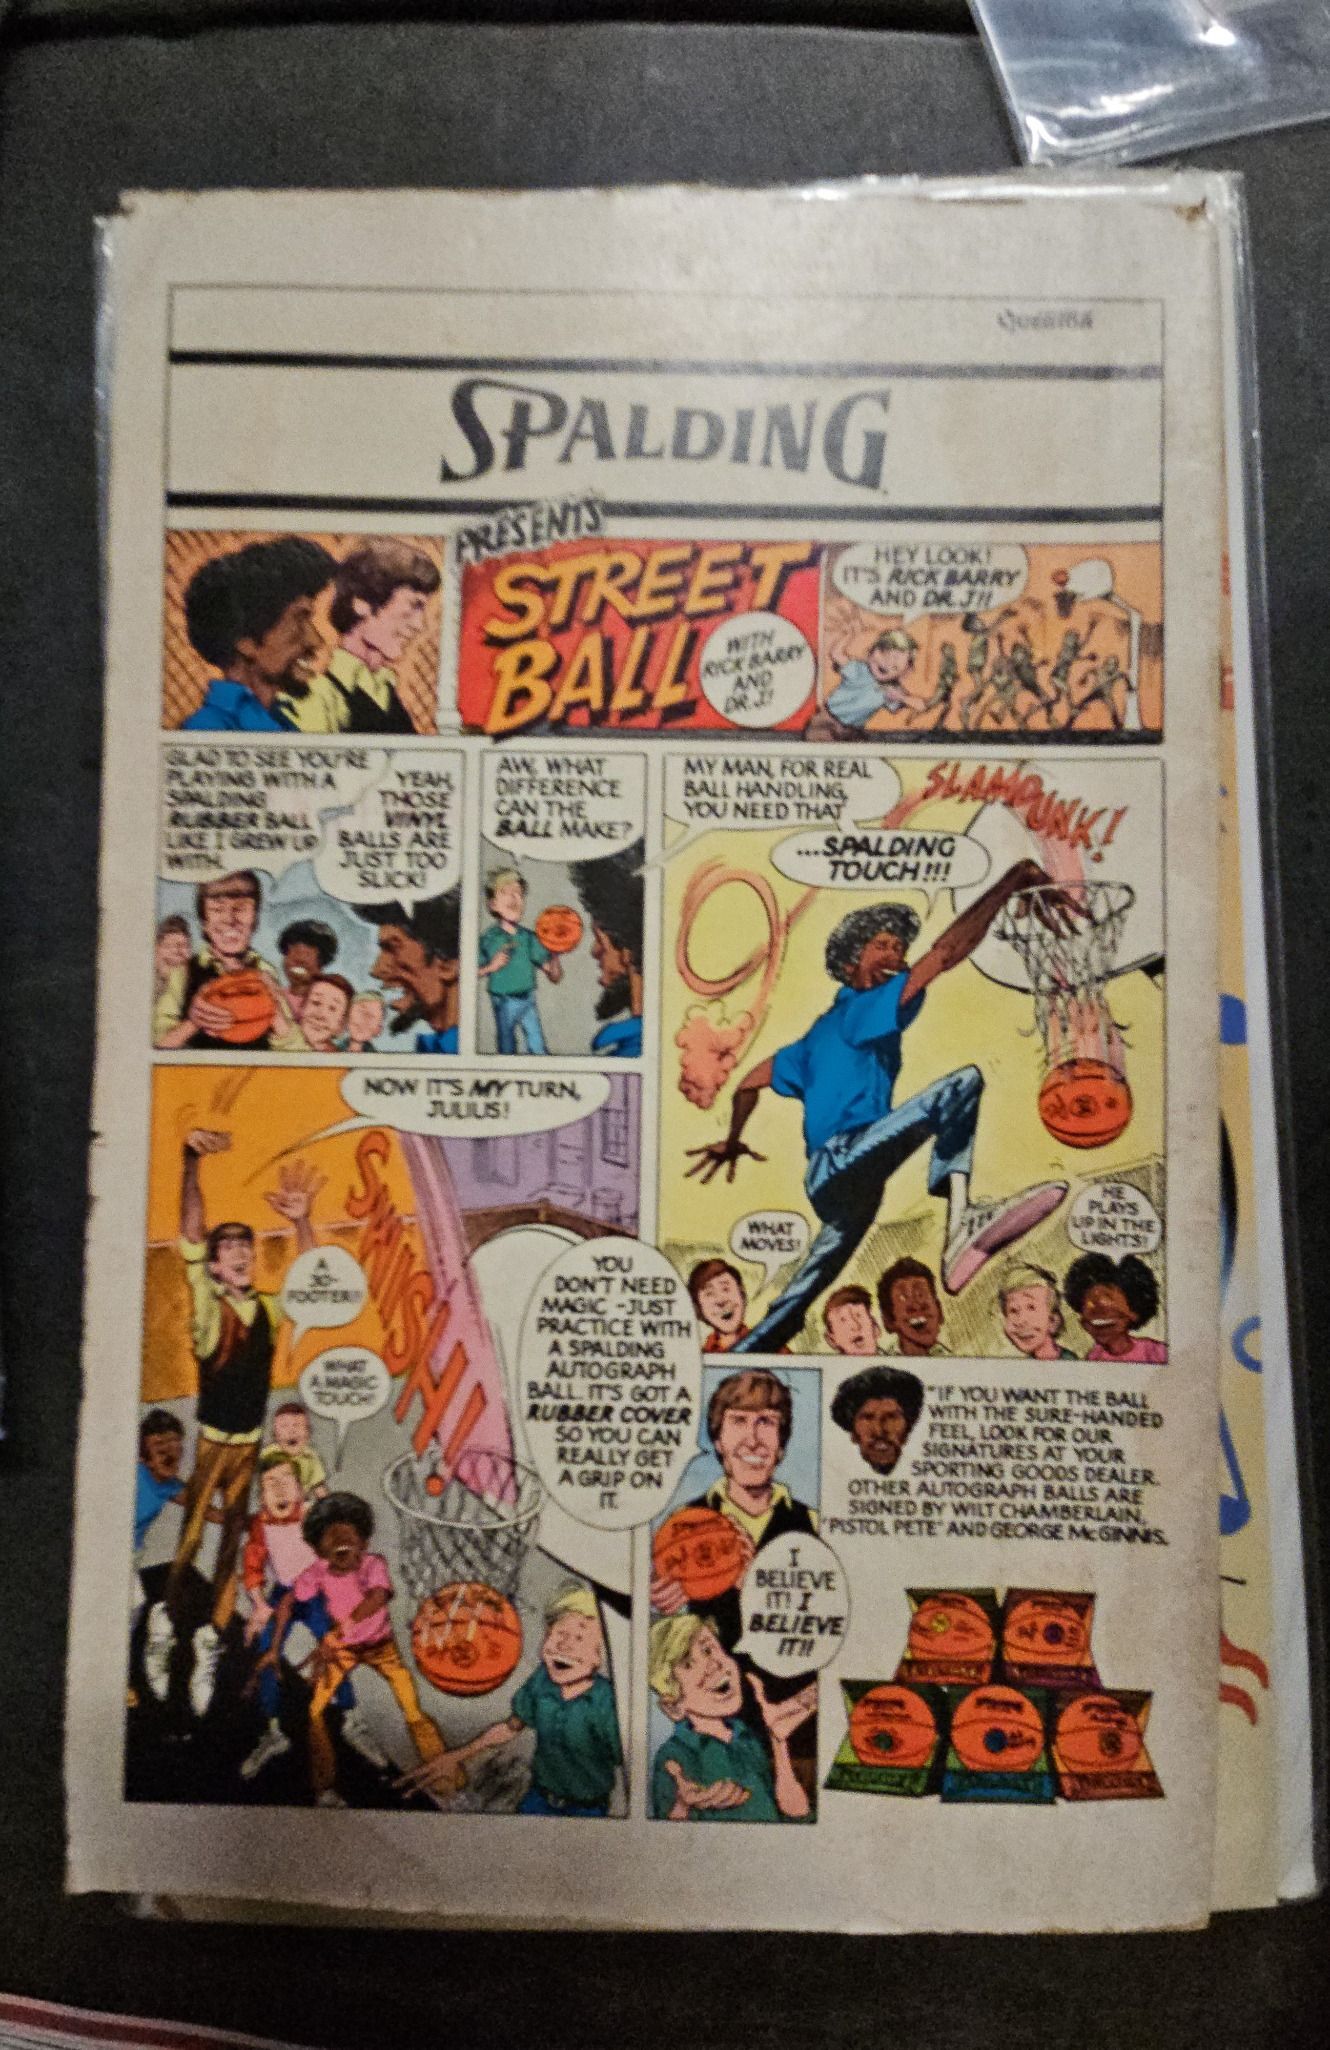 SPALDING
PRESENTS
STREET
BALL
WITH
RICK BARRY
AND
DR. J!
HEY LOOK!
IT'S RICK BARRY
AND DR. J!!
GLAD TO SEE YOU'RE
PLAYING WITH A
SPALDING
RUBBER BALL
LIKE I GREW UP
WITH.
YEAH,
THOSE
VINYL
BALLS ARE
JUST TOO
SLICK!
AW, WHAT
DIFFERENCE
CAN THE
BALL MAKE?
MY MAN, FOR REAL
BALL HANDLING,
YOU NEED THAT
...SPALDING
TOUCH!!!
SLAMDUNK!
WHAT
MOVES!
HE
PLAYS
UP IN THE
LIGHTS!
NOW IT'S MY TURN,
JULIUS!
SWISHH!
A
30-
FOOTER!!
WHAT
A MAGIC
TOUCH!
YOU
DON'T NEED
MAGIC - JUST
PRACTICE WITH
A SPALDING
AUTOGRAPH
BALL. IT'S GOT A
RUBBER COVER
SO YOU CAN
REALLY GET
A GRIP ON
IT.
I
BELIEVE
IT! I
BELIEVE
IT!!
"IF YOU WANT THE BALL
WITH THE SURE-HANDED
FEEL, LOOK FOR OUR
SIGNATURES AT YOUR
SPORTING GOODS DEALER.
OTHER AUTOGRAPH BALLS ARE
SIGNED BY WILT CHAMBERLAIN,
'PISTOL PETE' AND GEORGE McGINNIS.